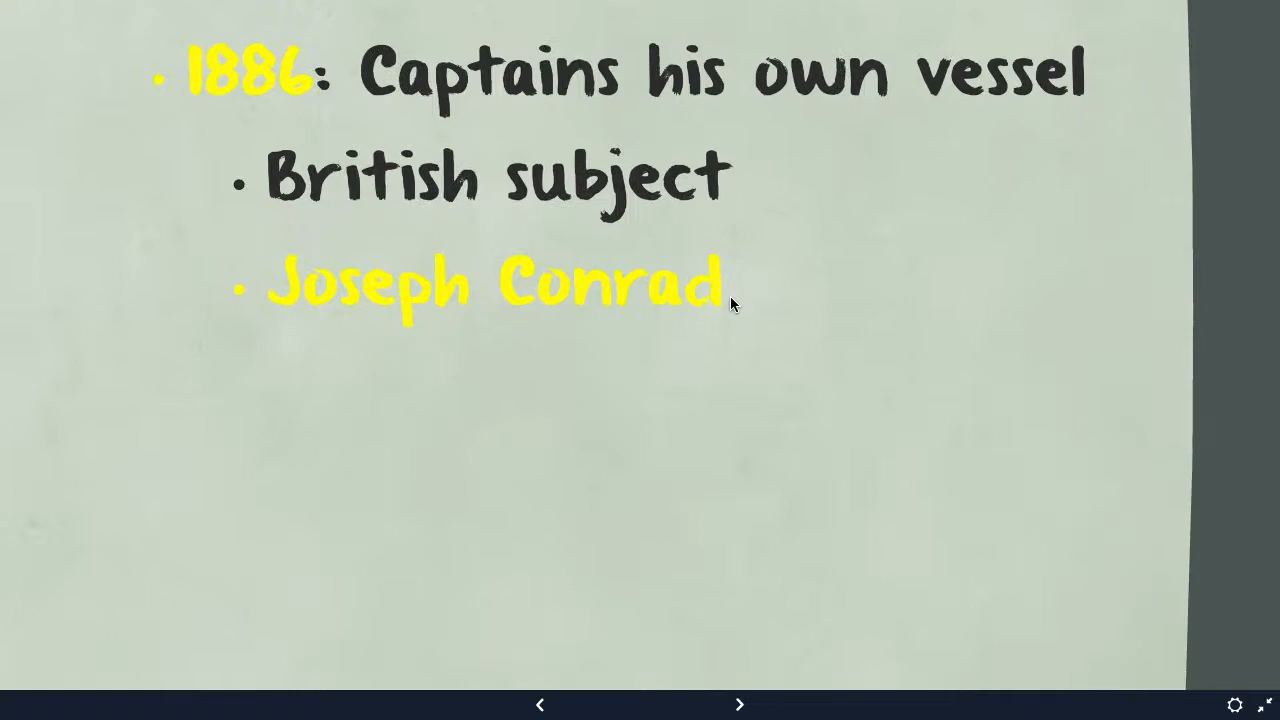 • 1886: Captains his own vessel
• British subject
• Joseph Conrad